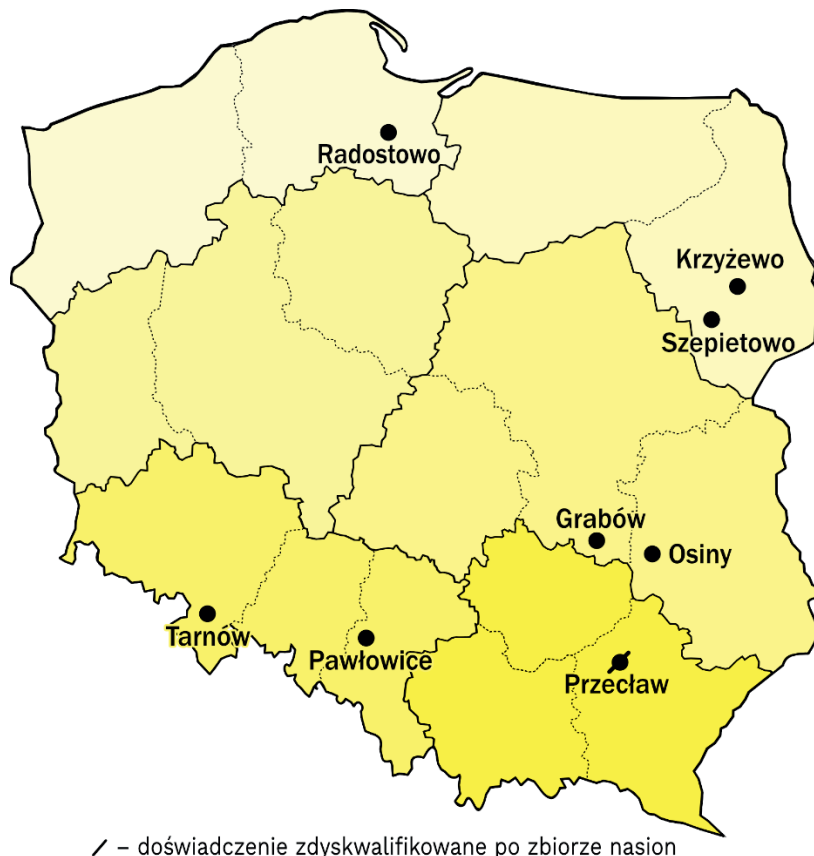 Radostowo
Krzyżewo
Szepietowo
Grabów
Osiny
Tarnów
Pawłowice
Przecław
/ – doświadczenie zdyskwalifikowane po zbiorze nasion